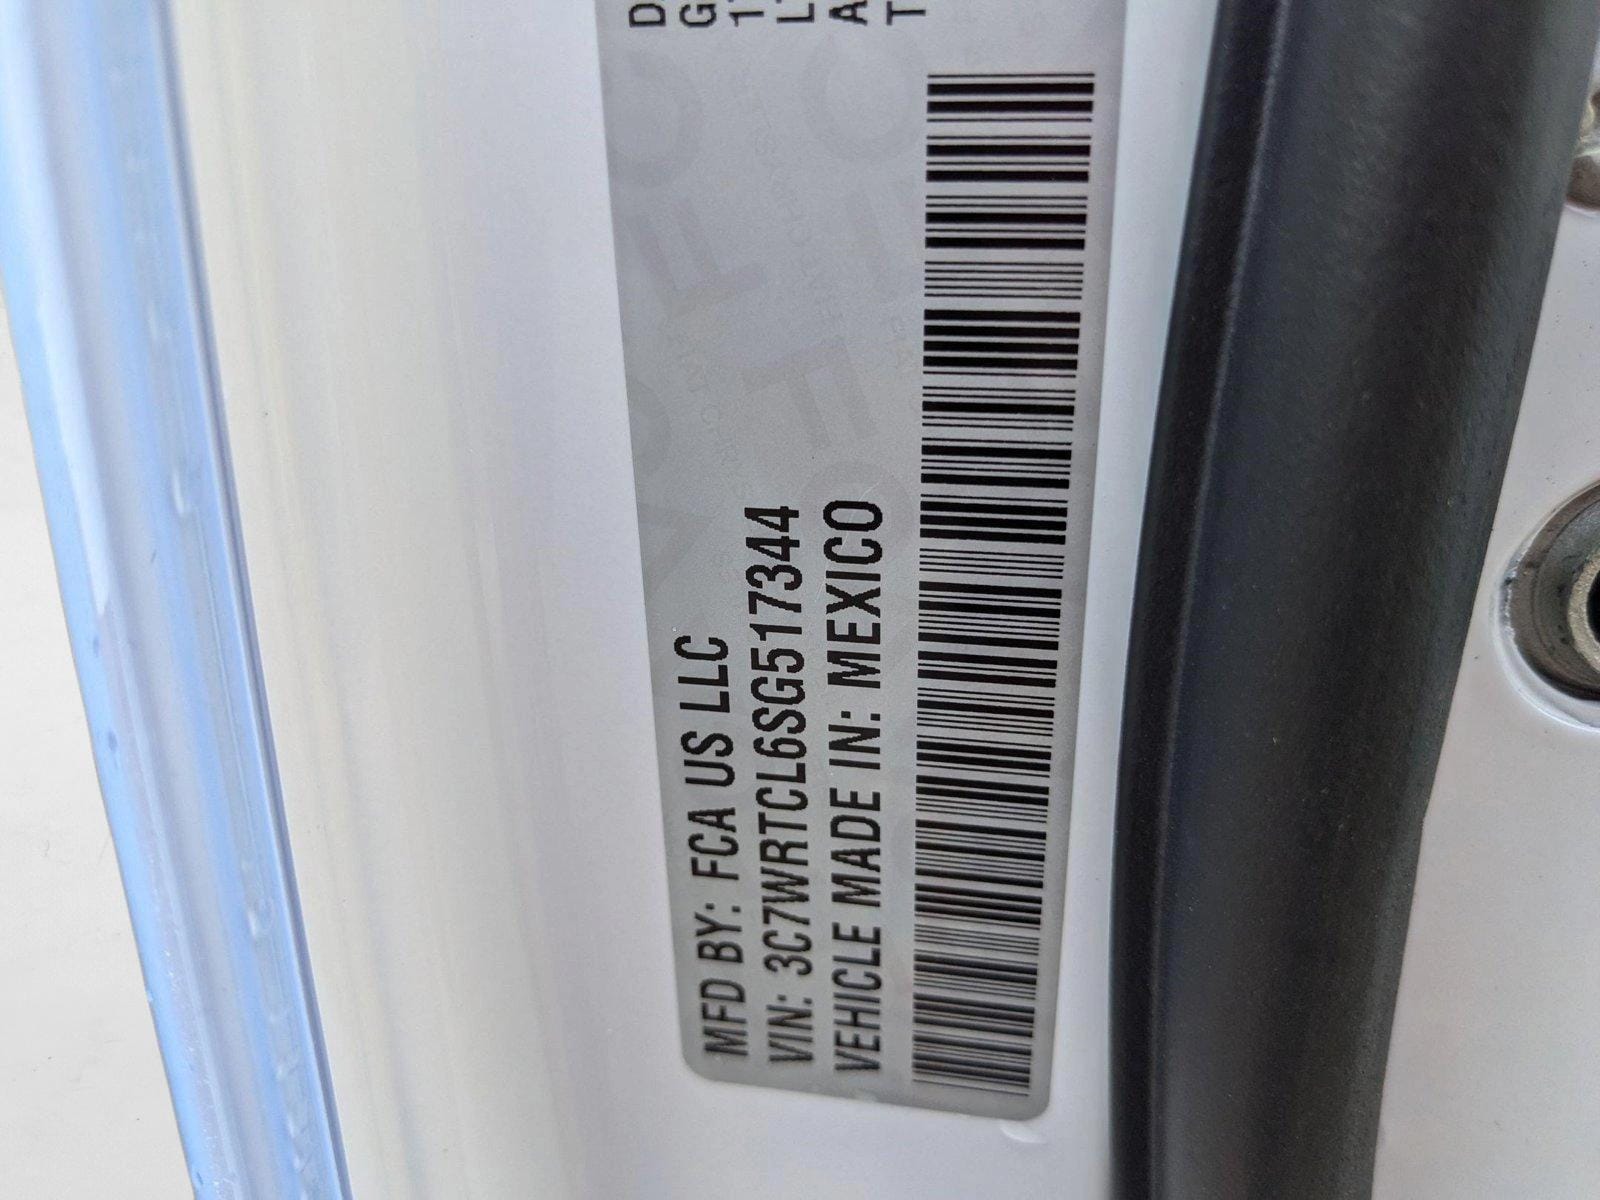 MFD BY: FCA US LLC
VIN: 3C7WRTCL6SG517344
VEHICLE MADE IN: MEXICO